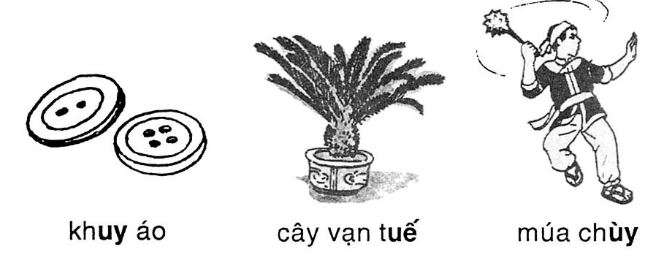 khuy áo
cây vạn tuế
múa chùy